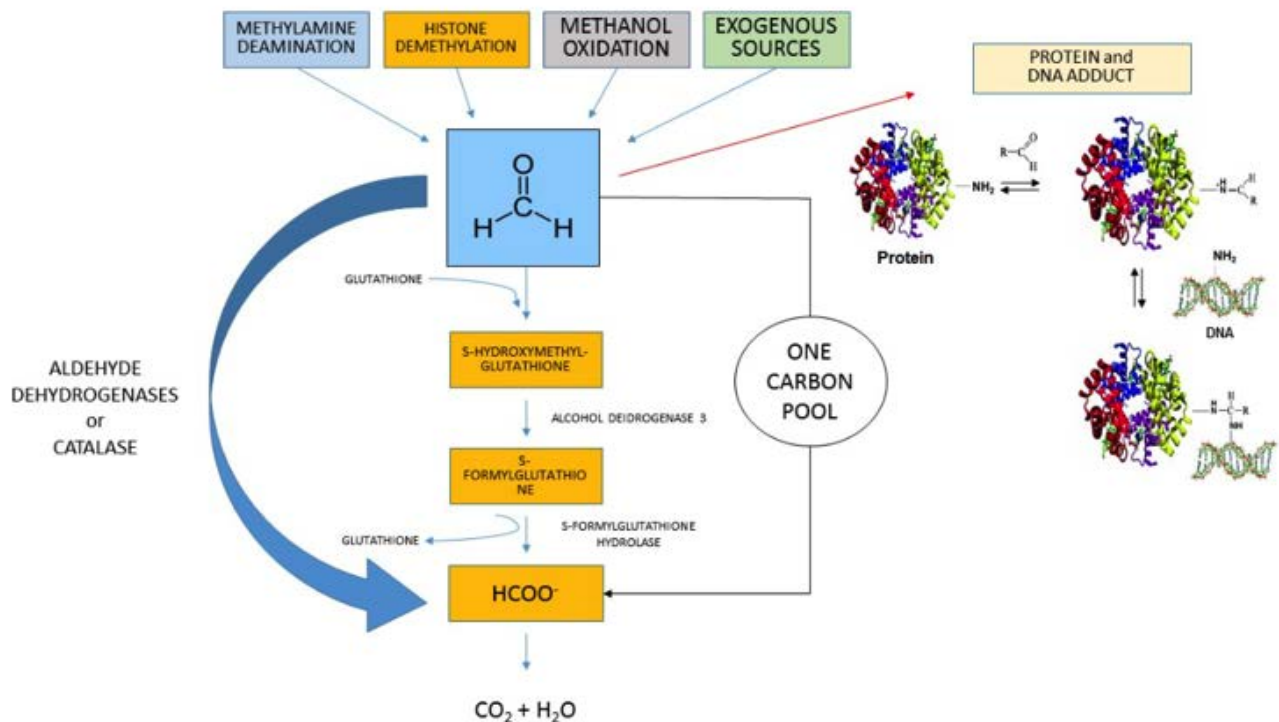 METHYLAMINE
DEAMINATION
HISTONE
DEMETHYLATION
METHANOL
OXIDATION
EXOGENOUS
SOURCES
PROTEIN and
DNA ADDUCT
O
H C H
R C O H
NH₂
N C H R
Protein
NH₂
DNA
GLUTATHIONE
S-HYDROXYMETHYL-
GLUTATHIONE
ALCOHOL DEIDROGENASE 3
S-
FORMYLGLUTATHIO
NE
GLUTATHIONE
S-FORMYLGLUTATHIONE
HYDROLASE
HCOO⁻
CO₂ + H₂O
ALDEHYDE
DEHYDROGENASES
or
CATALASE
ONE
CARBON
POOL
H H
N C R
NH